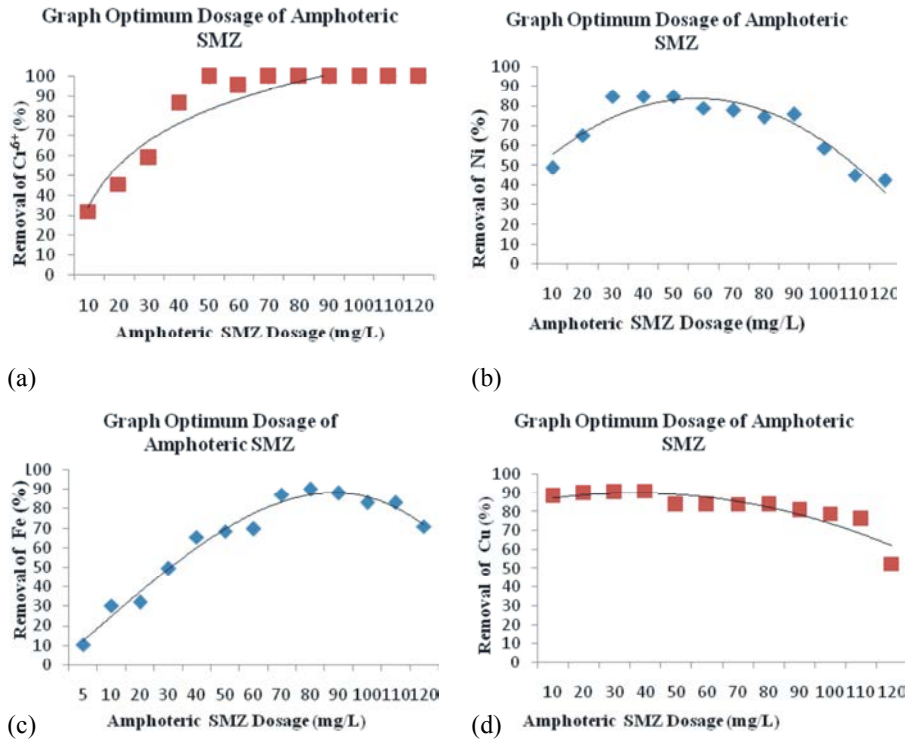 Graph Optimum Dosage of Amphoteric
SMZ
Removal of Cr⁶⁺ (%)
100
90
80
70
60
50
40
30
20
10
0
10 20 30 40 50 60 70 80 90 100 110 120
Amphoteric SMZ Dosage (mg/L)
(a)
Graph Optimum Dosage of Amphoteric
SMZ
Removal of Ni (%)
100
90
80
70
60
50
40
30
20
10
0
10 20 30 40 50 60 70 80 90 100 110 120
Amphoteric SMZ Dosage (mg/L)
(b)
Graph Optimum Dosage of
Amphoteric SMZ
Removal of Fe (%)
100
90
80
70
60
50
40
30
20
10
0
5 10 20 30 40 50 60 70 80 90 100 110 120
Amphoteric SMZ Dosage (mg/L)
(c)
Graph Optimum Dosage of Amphoteric
SMZ
Removal of Cu (%)
100
90
80
70
60
50
40
30
20
10
0
10 20 30 40 50 60 70 80 90 100 110 120
Amphoteric SMZ Dosage (mg/L)
(d)